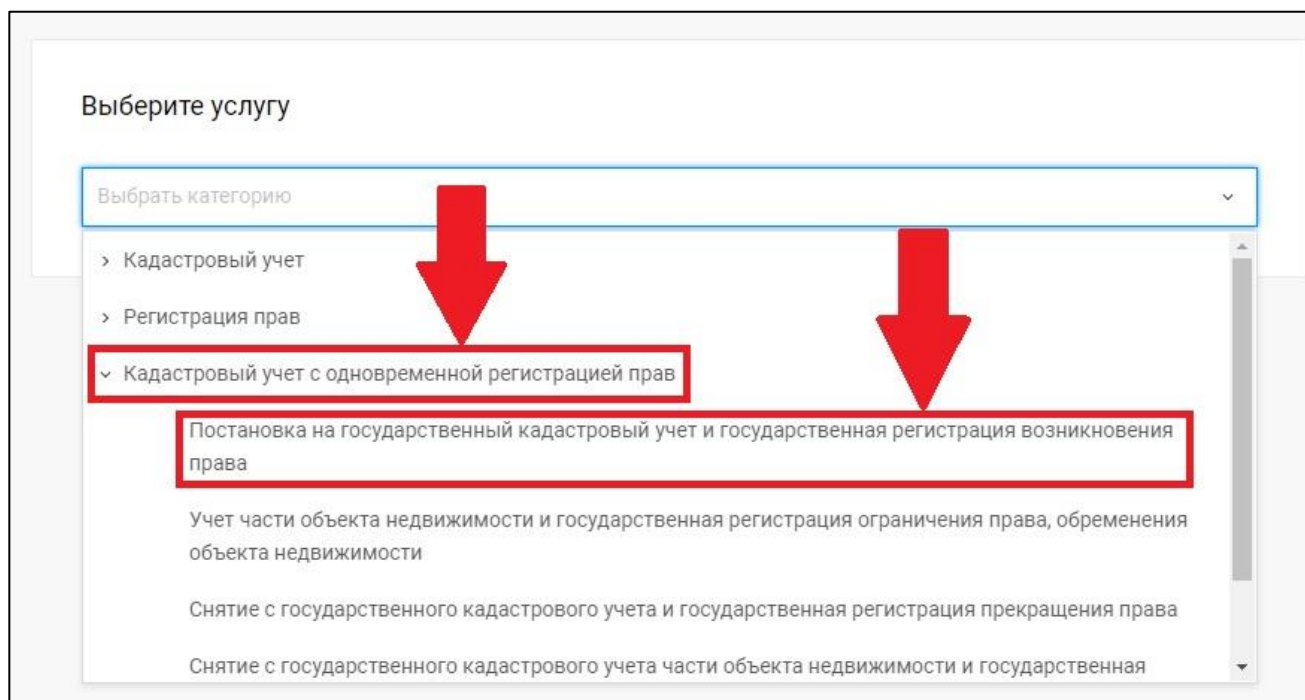 Выберите услугу
Выбрать категорию
Кадастровый учет
Регистрация прав
Кадастровый учет с одновременной регистрацией прав
Постановка на государственный кадастровый учет и государственная регистрация возникновения
права
Учет части объекта недвижимости и государственная регистрация ограничения права, обременения
объекта недвижимости
Снятие с государственного кадастрового учета и государственная регистрация прекращения права
Снятие с государственного кадастрового учета части объекта недвижимости и государственная